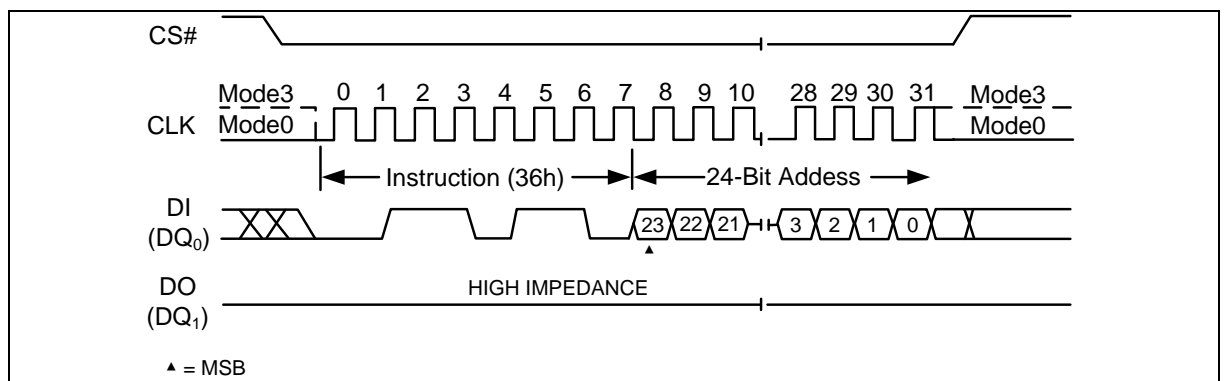 CS#
Mode3 0 1 2 3 4 5 6 7 8 9 10 28 29 30 31 Mode3
CLK Mode0 Mode0
Instruction (36h) 24-Bit Addess
DI
(DQ0) 23 22 21 3 2 1 0
DO HIGH IMPEDANCE
(DQ1)
▲ = MSB